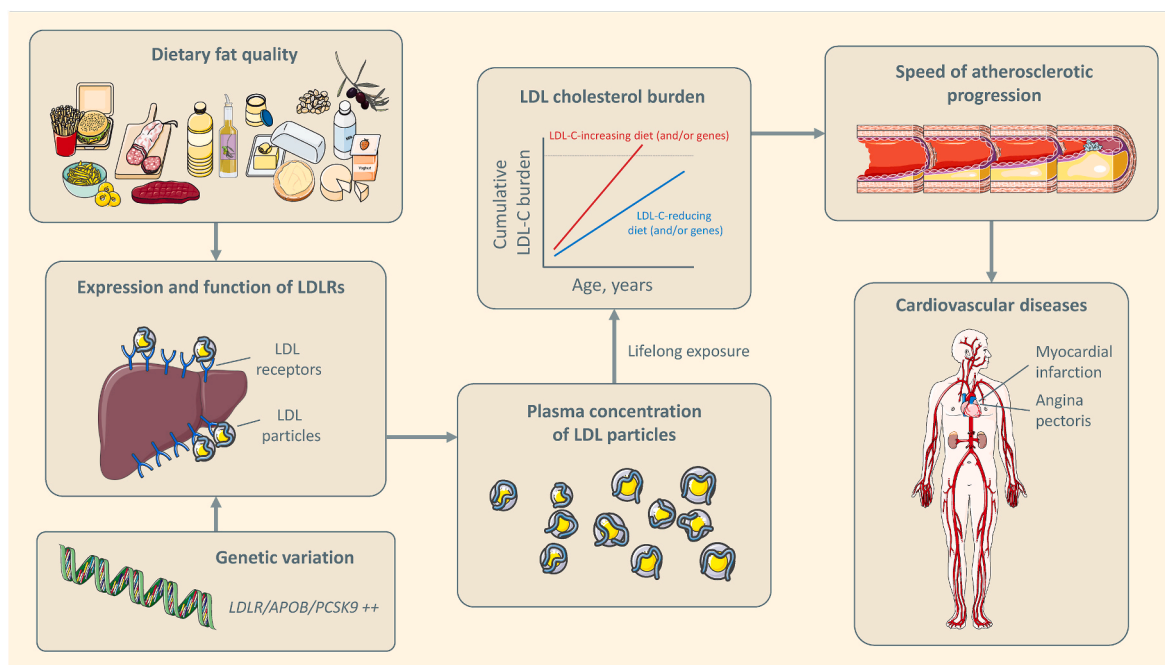 Dietary fat quality
Yoghurt
Expression and function of LDLRs
LDL
receptors
LDL
particles
Genetic variation
LDLR/APOB/PCSK9 ++
Plasma concentration
of LDL particles
Lifelong exposure
LDL cholesterol burden
LDL-C-increasing diet (and/or genes)
LDL-C-reducing
diet (and/or genes)
Cumulative
LDL-C burden
Age, years
Speed of atherosclerotic
progression
Cardiovascular diseases
Myocardial
infarction
Angina
pectoris